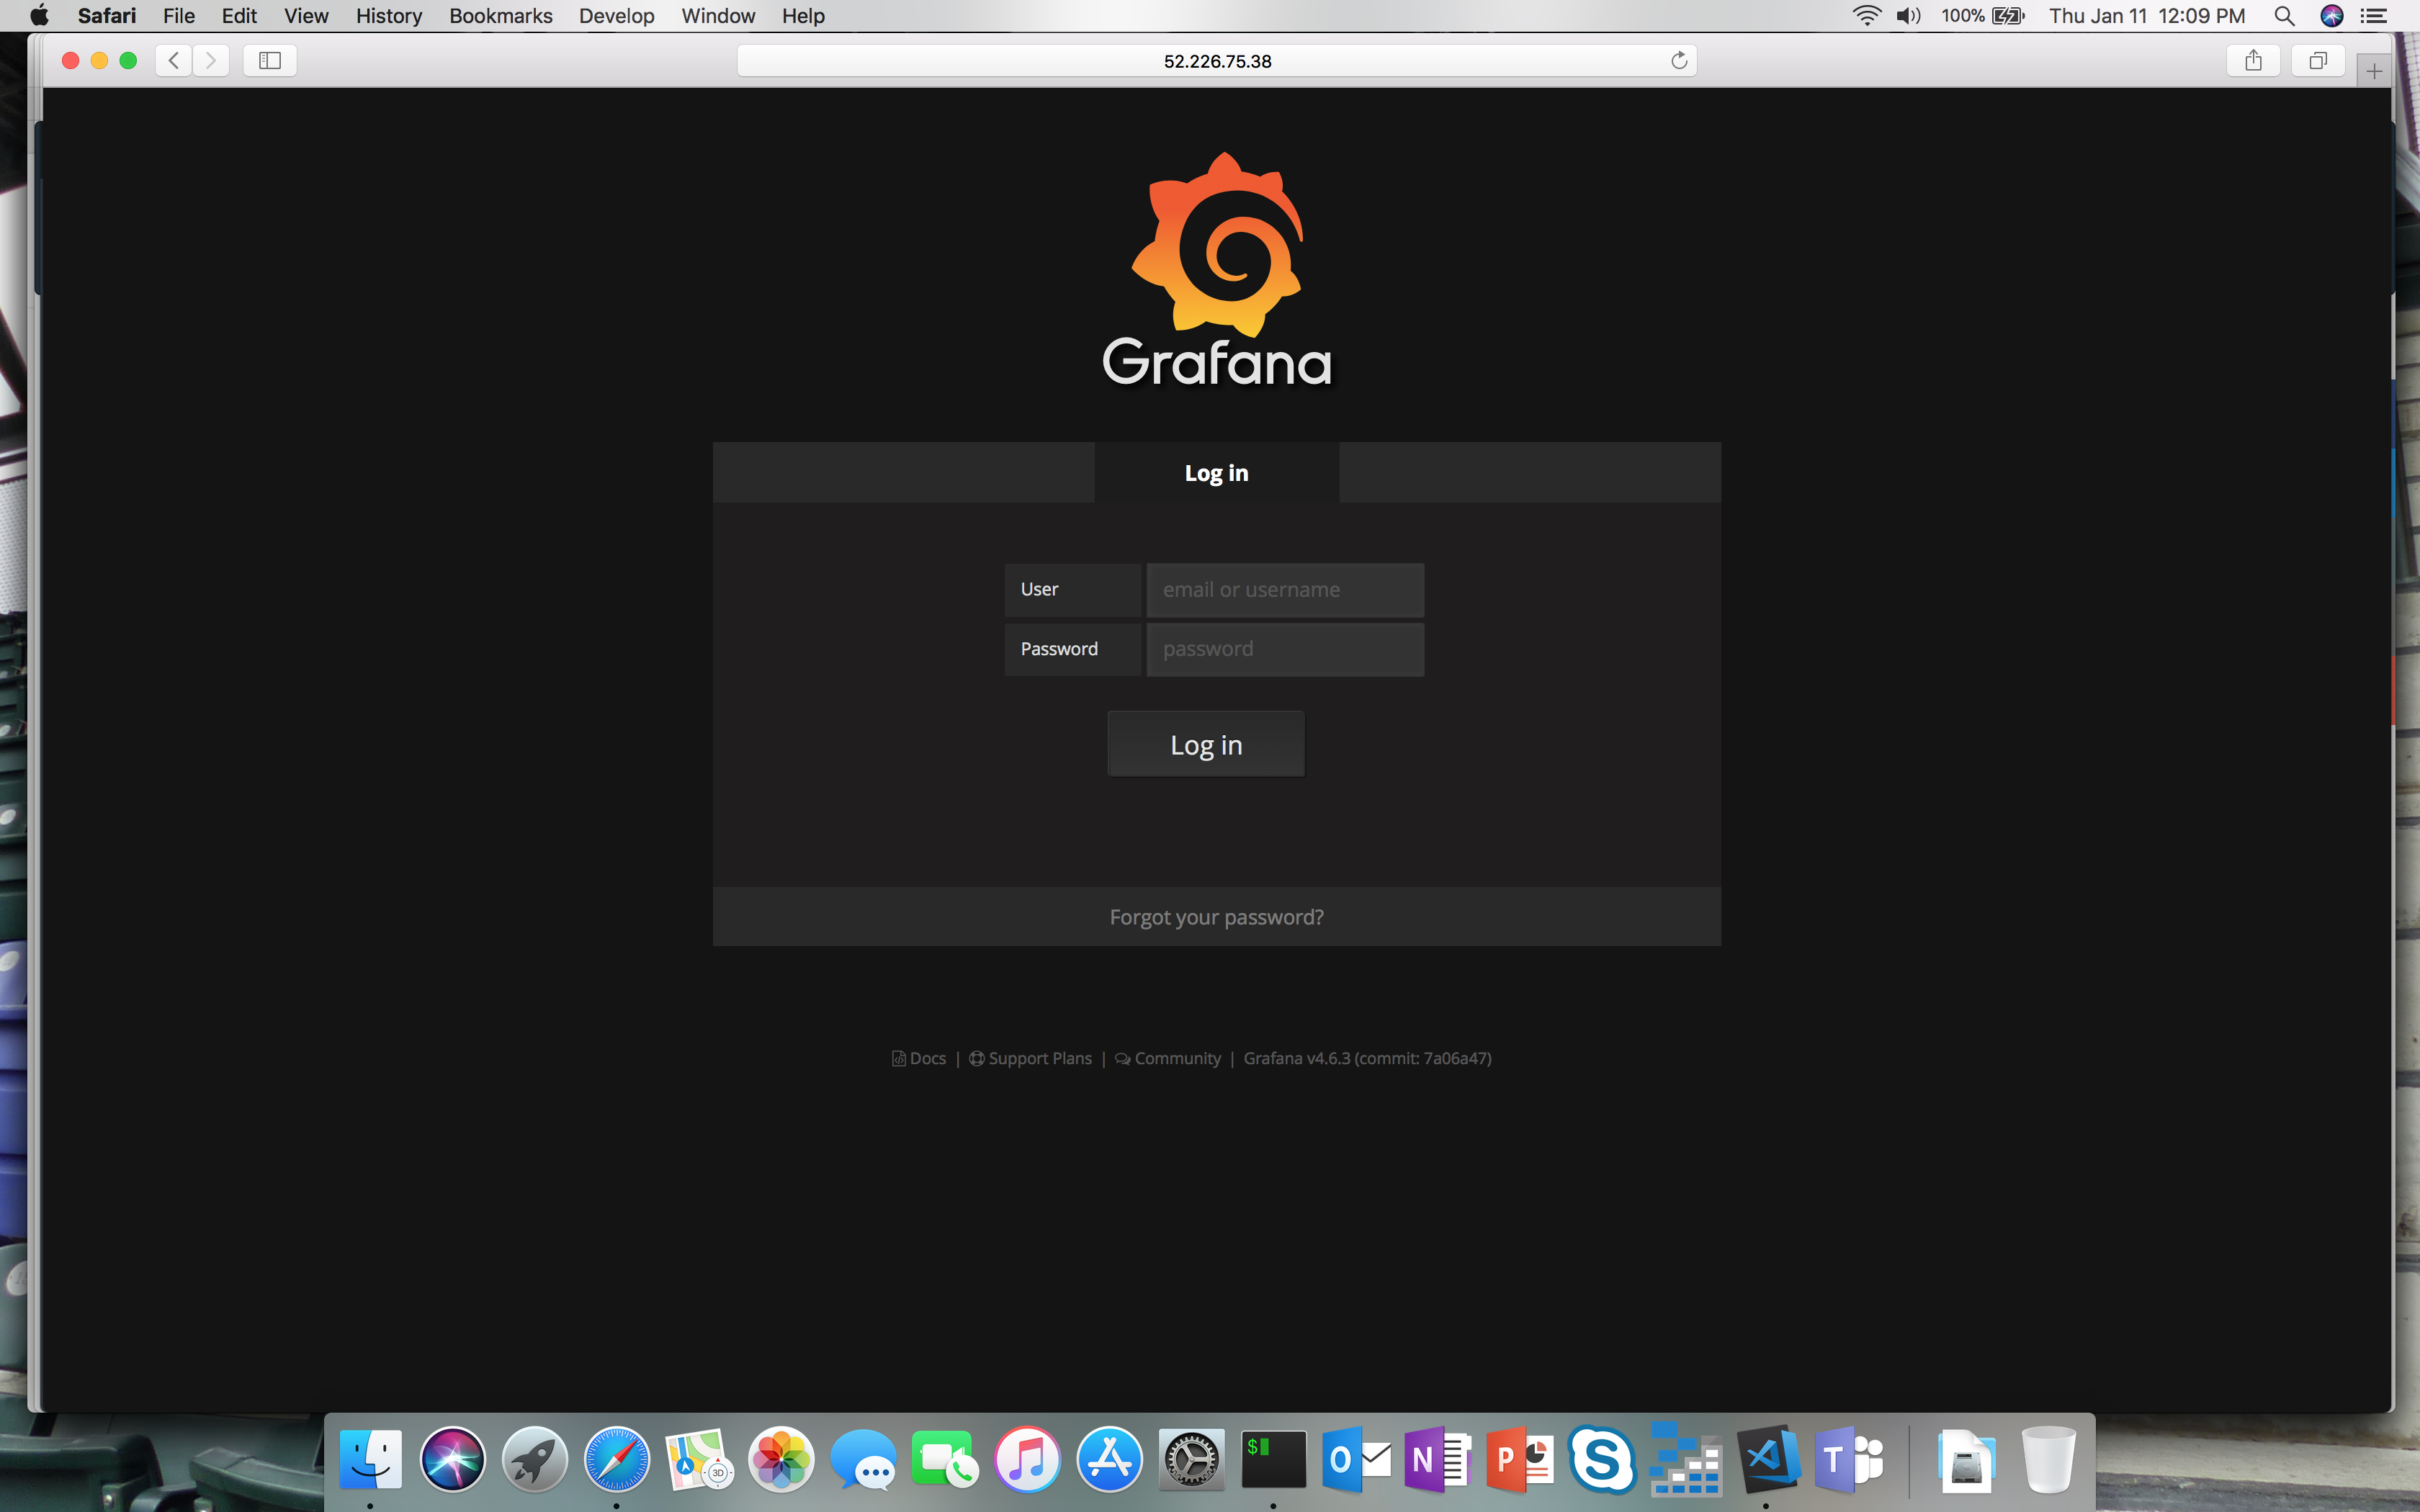 Safari File Edit View History Bookmarks Develop Window Help 100% Thu Jan 11 12:09 PM
52.226.75.38
Grafana
Log in
User email or username
Password password
Log in
Forgot your password?
Docs | Support Plans | Community | Grafana v4.6.3 (commit: 7a06a47)
3D $ O N P S T